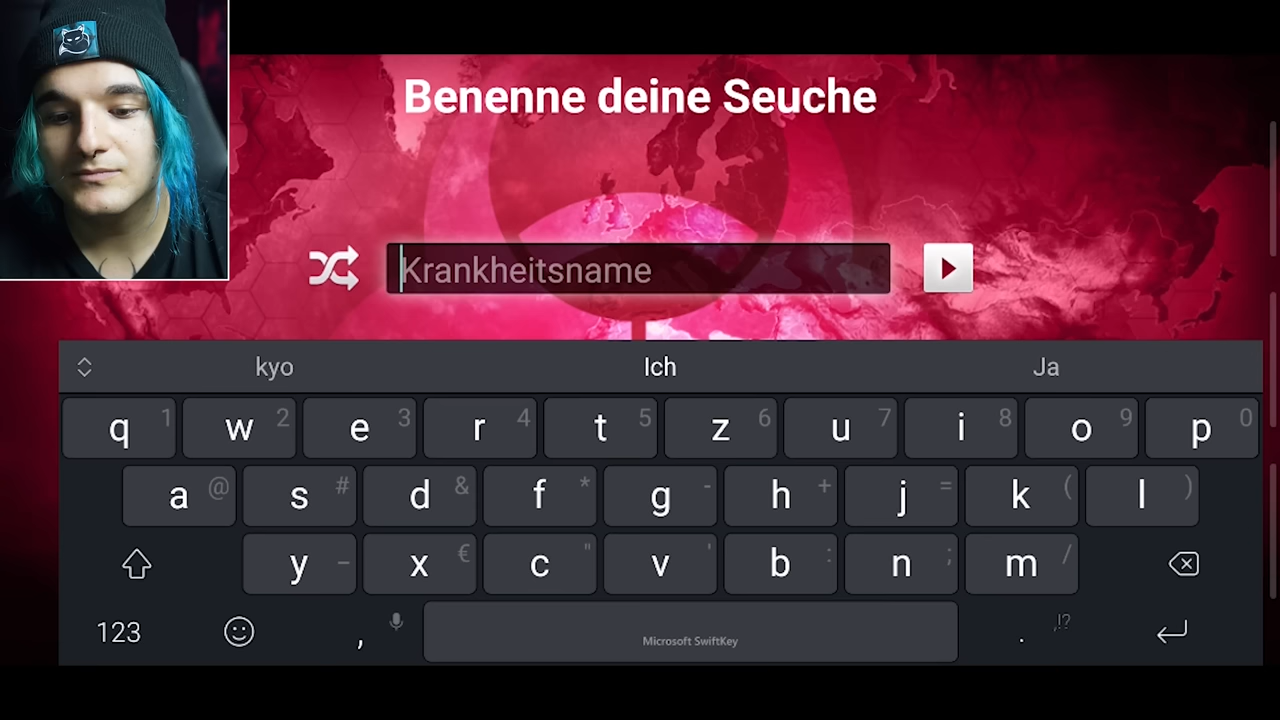 Benenne deine Seuche
Krankheitsname
kyo Ich Ja
q 1 w 2 e 3 r 4 t 5 z 6 u 7 i 8 o 9 p 0
a @ s # d & f * g - h + j = k ( l )
y – x € c " v ' b : n ; m /
123 , Microsoft SwiftKey . ,!?